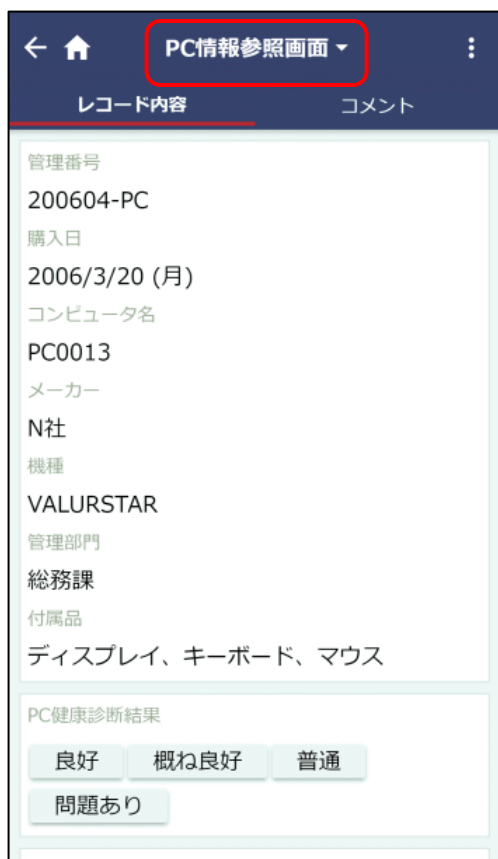 PC情報参照画面
レコード内容 コメント
管理番号
200604-PC
購入日
2006/3/20 (月)
コンピュータ名
PC0013
メーカー
N社
機種
VALURSTAR
管理部門
総務課
付属品
ディスプレイ、キーボード、マウス
PC健康診断結果
良好 概ね良好 普通
問題あり